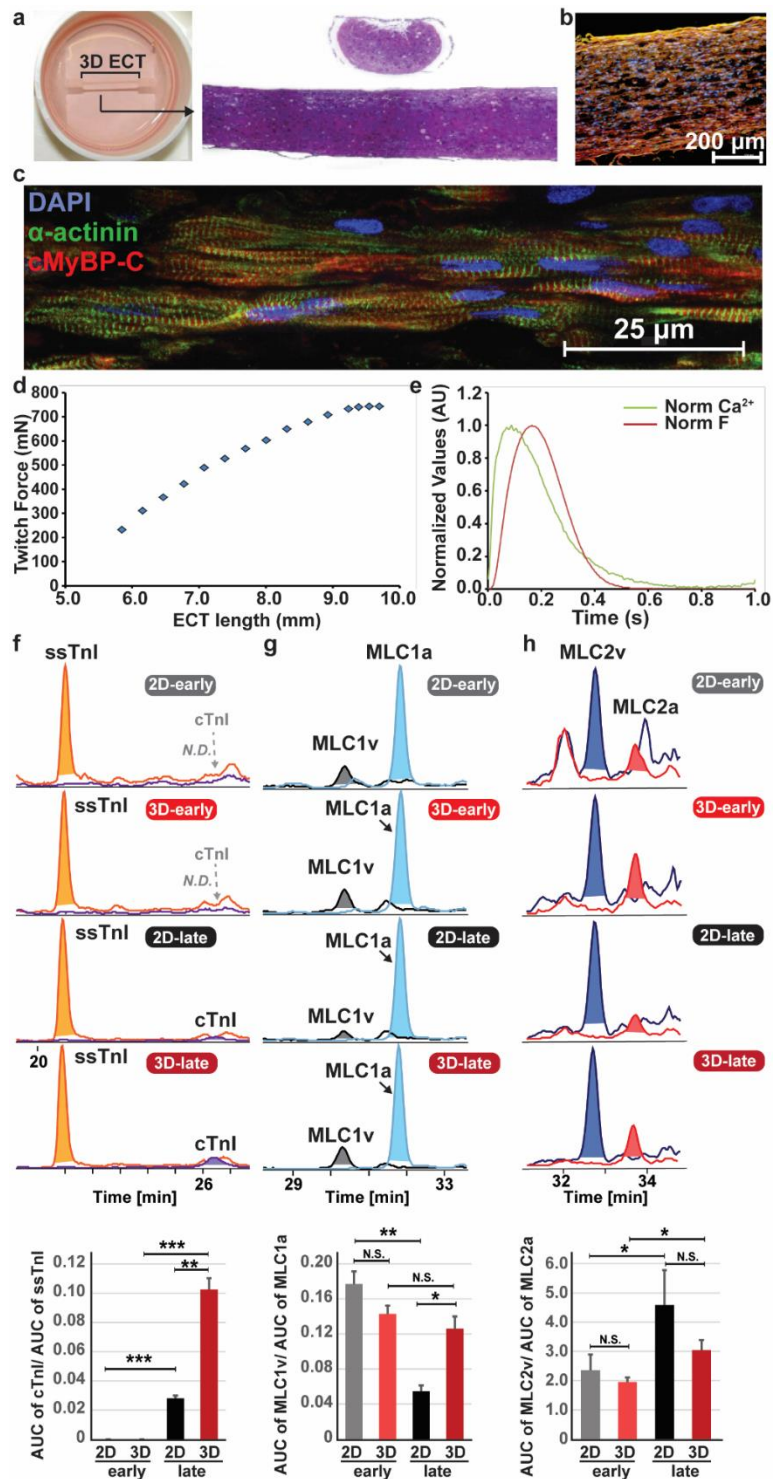 a
3D ECT
b
200 µm
c
DAPI
α-actinin
cMyBP-C
25 µm
d
Twitch Force (mN)
800
700
600
500
400
300
200
100
0
5.0 6.0 7.0 8.0 9.0 10.0
ECT length (mm)
e
Normalized Values (AU)
1.2
1.0
0.8
0.6
0.4
0.2
0.0
Norm Ca²⁺
Norm F
0.0 0.2 0.4 0.6 0.8 1.0
Time (s)
f
ssTnI
2D-early
cTnI
N.D.
ssTnI
3D-early
cTnI
N.D.
ssTnI
2D-late
cTnI
20
ssTnI
3D-late
cTnI
Time [min] 26
g
MLC1a
2D-early
MLC1v
MLC1a
3D-early
MLC1v
MLC1a
2D-late
MLC1v
MLC1a
3D-late
MLC1v
29 33
Time [min]
h
MLC2v
2D-early
MLC2a
3D-early
2D-late
3D-late
32 34
Time [min]
AUC of cTnI/ AUC of ssTnI
0.12
0.10
0.08
0.06
0.04
0.02
0
***
**
***
2D 3D 2D 3D
early late
AUC of MLC1v/ AUC of MLC1a
0.20
0.16
0.12
0.08
0.04
**
N.S.
N.S.
*
2D 3D 2D 3D
early late
AUC of MLC2v/ AUC of MLC2a
6.0
5.0
4.0
3.0
2.0
1.0
0
*
*
N.S.
N.S.
2D 3D 2D 3D
early late